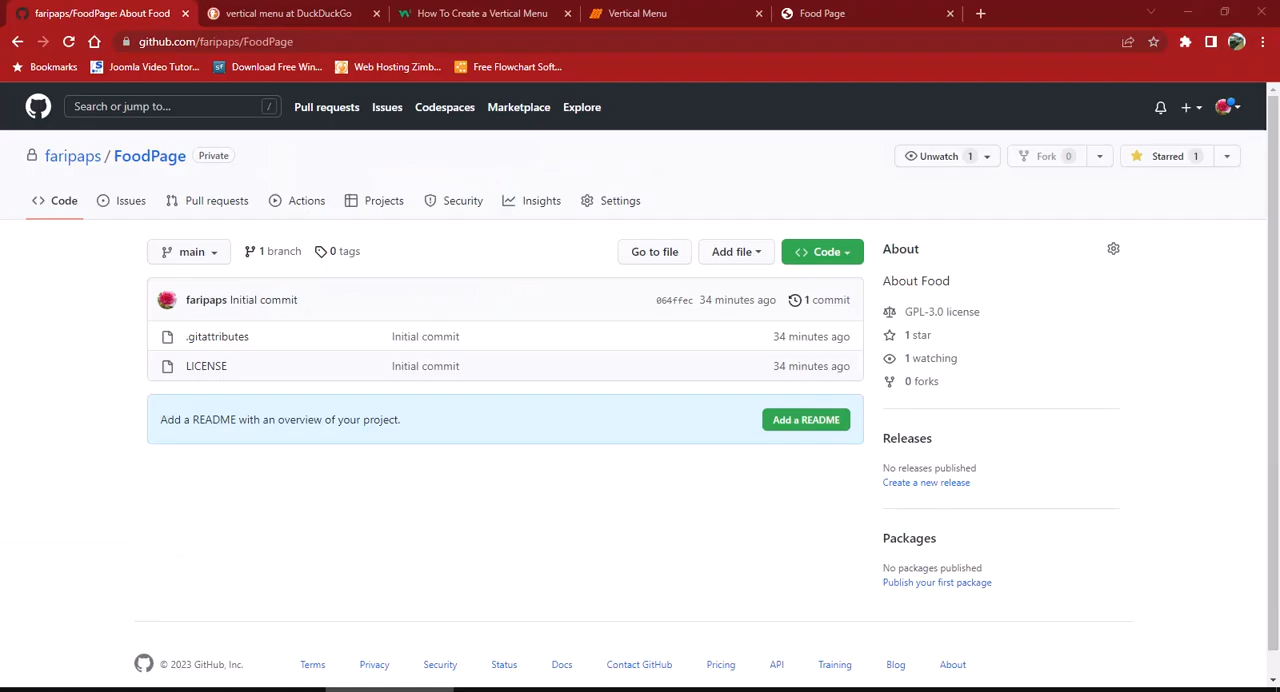 faripaps/FoodPage: About Food
vertical menu at DuckDuckGo
How To Create a Vertical Menu
Vertical Menu
Food Page
github.com/faripaps/FoodPage
Bookmarks
Joomla Video Tutor...
Download Free Win...
Web Hosting Zimb...
Free Flowchart Soft...
Search or jump to... /
Pull requests
Issues
Codespaces
Marketplace
Explore
faripaps / FoodPage Private
Unwatch 1
Fork 0
Starred 1
Code
Issues
Pull requests
Actions
Projects
Security
Insights
Settings
main
1 branch
0 tags
Go to file
Add file
Code
faripaps Initial commit
064ffec 34 minutes ago
1 commit
.gitattributes Initial commit 34 minutes ago
LICENSE Initial commit 34 minutes ago
Add a README with an overview of your project.
Add a README
About
About Food
GPL-3.0 license
1 star
1 watching
0 forks
Releases
No releases published
Create a new release
Packages
No packages published
Publish your first package
© 2023 GitHub, Inc.
Terms
Privacy
Security
Status
Docs
Contact GitHub
Pricing
API
Training
Blog
About